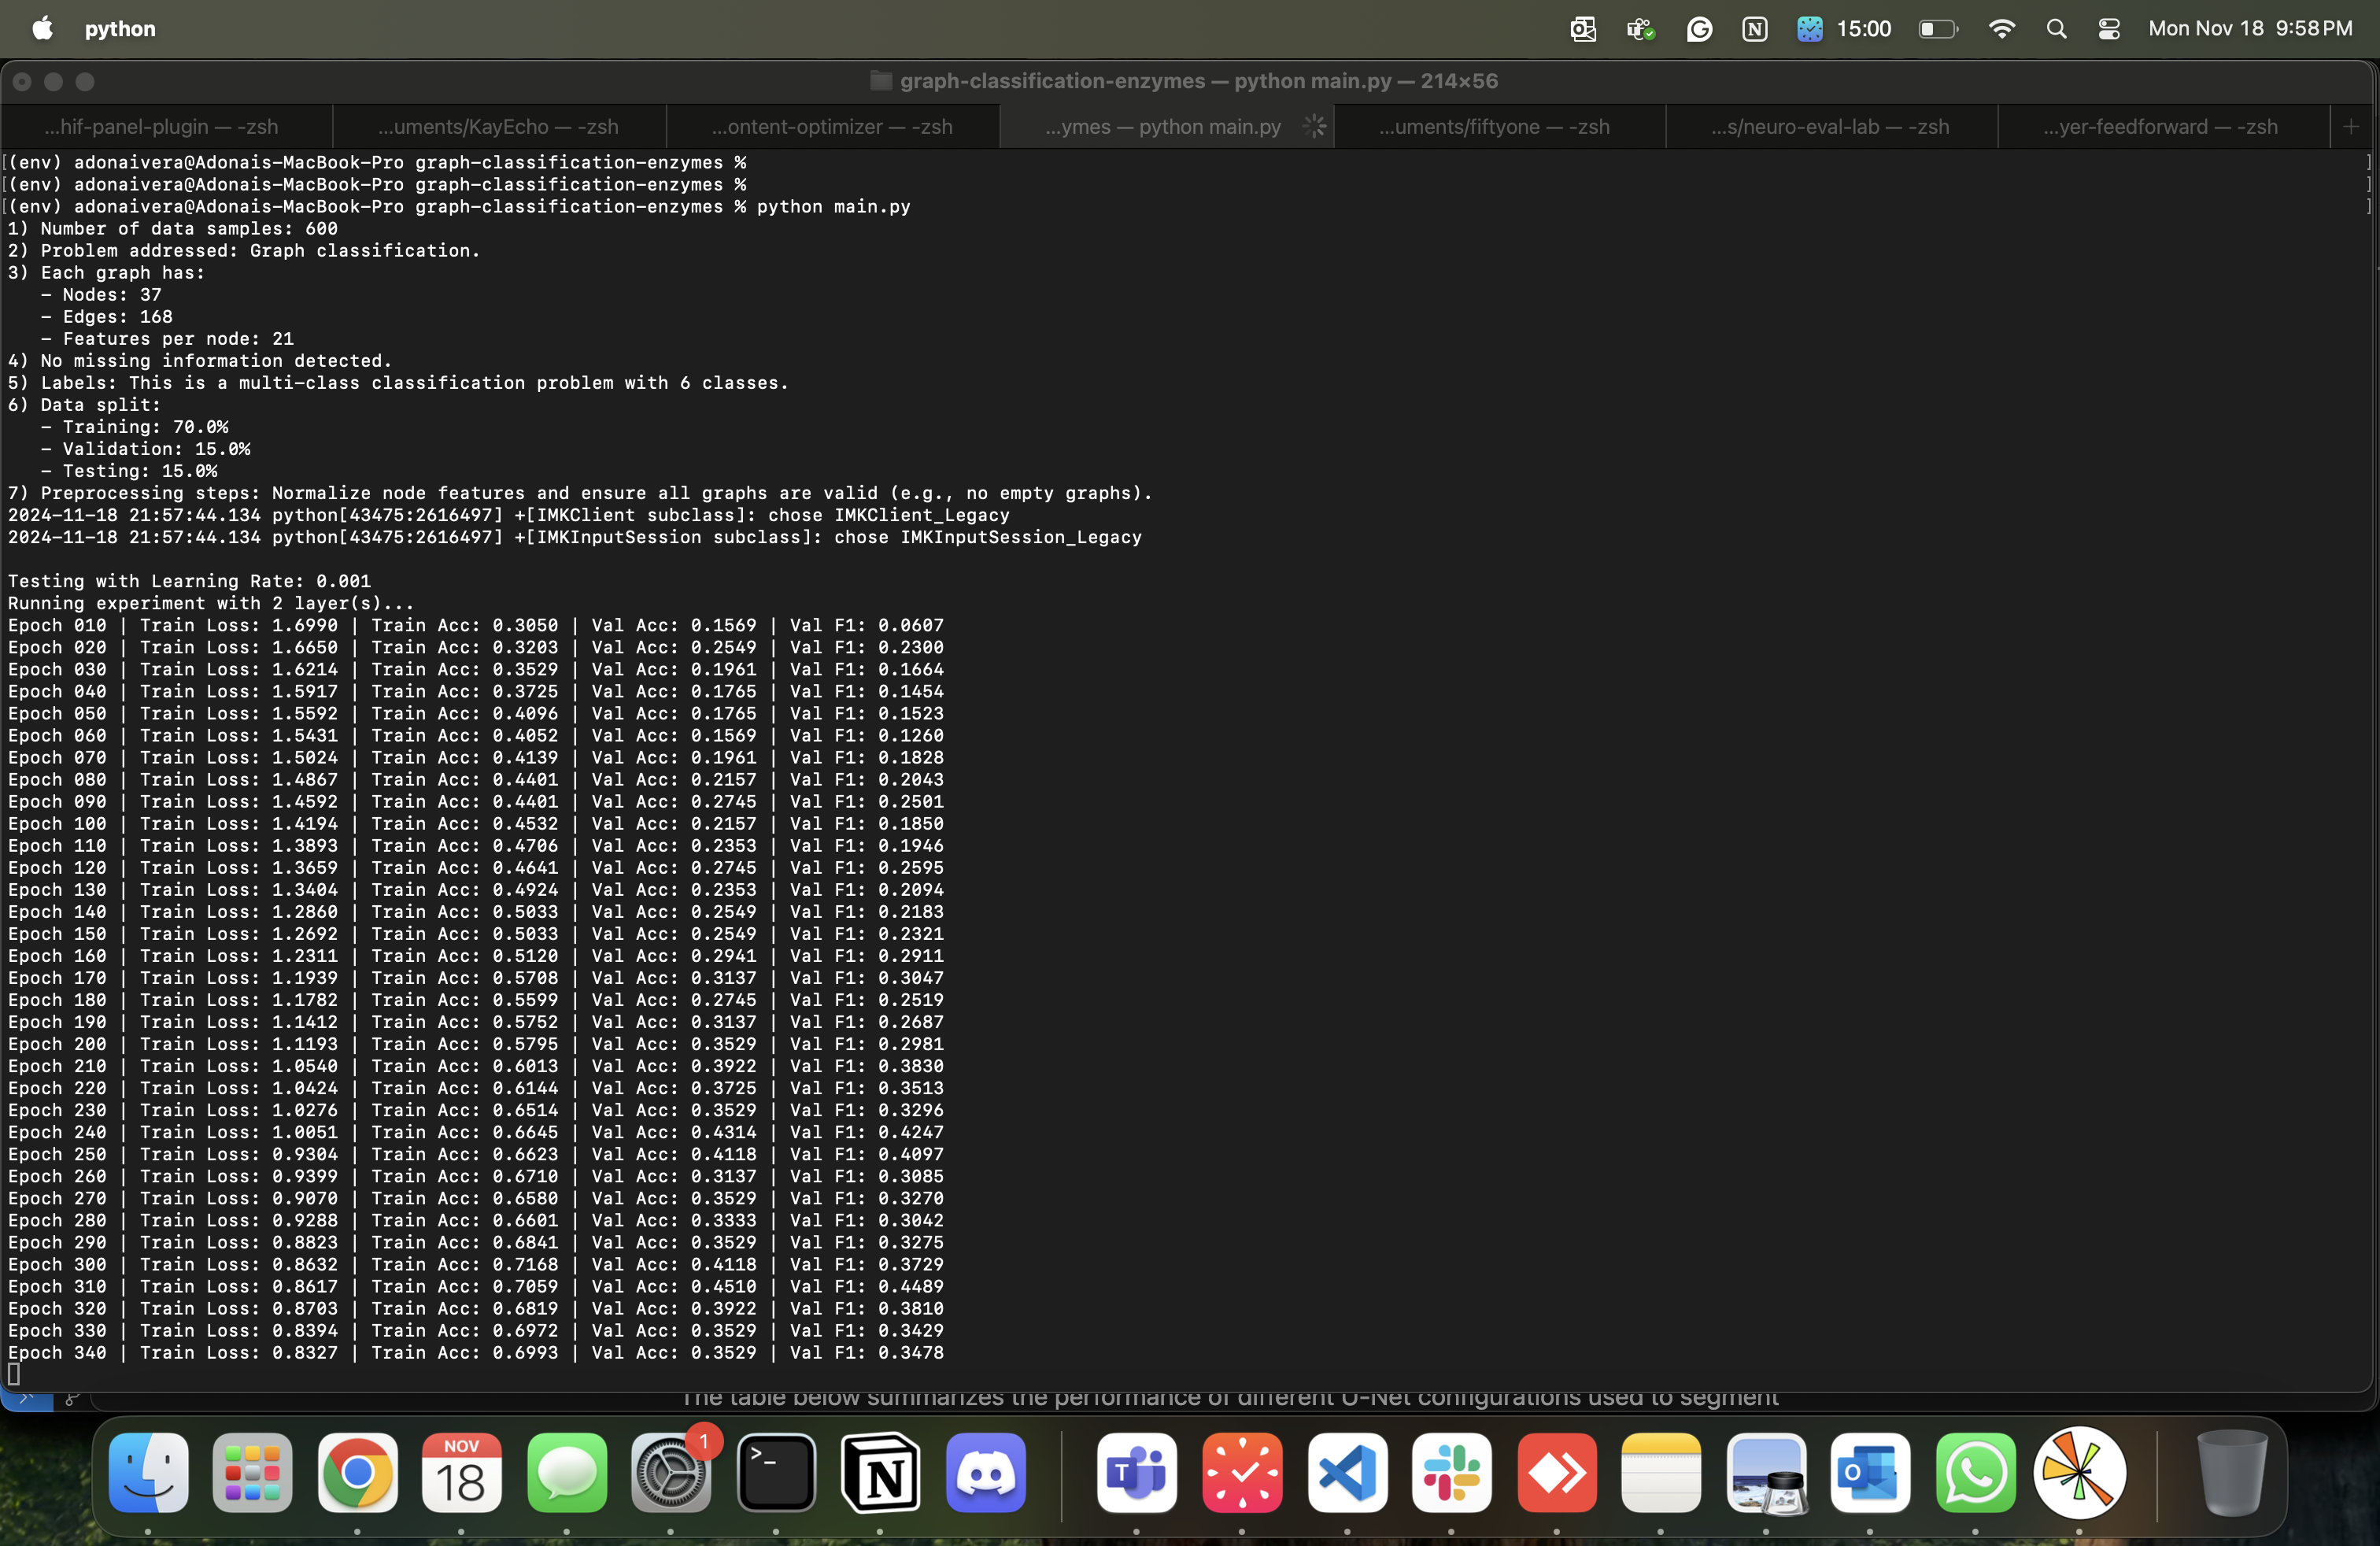 python
15:00
Mon Nov 18 9:58 PM
graph-classification-enzymes — python main.py — 214×56
...hif-panel-plugin — -zsh
...uments/KayEcho — -zsh
...ontent-optimizer — -zsh
...ymes — python main.py
...uments/fiftyone — -zsh
...s/neuro-eval-lab — -zsh
...yer-feedforward — -zsh
[(env) adonaivera@Adonais-MacBook-Pro graph-classification-enzymes % ]
[(env) adonaivera@Adonais-MacBook-Pro graph-classification-enzymes % ]
[(env) adonaivera@Adonais-MacBook-Pro graph-classification-enzymes % python main.py ]
1) Number of data samples: 600
2) Problem addressed: Graph classification.
3) Each graph has:
- Nodes: 37
- Edges: 168
- Features per node: 21
4) No missing information detected.
5) Labels: This is a multi-class classification problem with 6 classes.
6) Data split:
- Training: 70.0%
- Validation: 15.0%
- Testing: 15.0%
7) Preprocessing steps: Normalize node features and ensure all graphs are valid (e.g., no empty graphs).
2024-11-18 21:57:44.134 python[43475:2616497] +[IMKClient subclass]: chose IMKClient_Legacy
2024-11-18 21:57:44.134 python[43475:2616497] +[IMKInputSession subclass]: chose IMKInputSession_Legacy
Testing with Learning Rate: 0.001
Running experiment with 2 layer(s)...
Epoch 010 | Train Loss: 1.6990 | Train Acc: 0.3050 | Val Acc: 0.1569 | Val F1: 0.0607
Epoch 020 | Train Loss: 1.6650 | Train Acc: 0.3203 | Val Acc: 0.2549 | Val F1: 0.2300
Epoch 030 | Train Loss: 1.6214 | Train Acc: 0.3529 | Val Acc: 0.1961 | Val F1: 0.1664
Epoch 040 | Train Loss: 1.5917 | Train Acc: 0.3725 | Val Acc: 0.1765 | Val F1: 0.1454
Epoch 050 | Train Loss: 1.5592 | Train Acc: 0.4096 | Val Acc: 0.1765 | Val F1: 0.1523
Epoch 060 | Train Loss: 1.5431 | Train Acc: 0.4052 | Val Acc: 0.1569 | Val F1: 0.1260
Epoch 070 | Train Loss: 1.5024 | Train Acc: 0.4139 | Val Acc: 0.1961 | Val F1: 0.1828
Epoch 080 | Train Loss: 1.4867 | Train Acc: 0.4401 | Val Acc: 0.2157 | Val F1: 0.2043
Epoch 090 | Train Loss: 1.4592 | Train Acc: 0.4401 | Val Acc: 0.2745 | Val F1: 0.2501
Epoch 100 | Train Loss: 1.4194 | Train Acc: 0.4532 | Val Acc: 0.2157 | Val F1: 0.1850
Epoch 110 | Train Loss: 1.3893 | Train Acc: 0.4706 | Val Acc: 0.2353 | Val F1: 0.1946
Epoch 120 | Train Loss: 1.3659 | Train Acc: 0.4641 | Val Acc: 0.2745 | Val F1: 0.2595
Epoch 130 | Train Loss: 1.3404 | Train Acc: 0.4924 | Val Acc: 0.2353 | Val F1: 0.2094
Epoch 140 | Train Loss: 1.2860 | Train Acc: 0.5033 | Val Acc: 0.2549 | Val F1: 0.2183
Epoch 150 | Train Loss: 1.2692 | Train Acc: 0.5033 | Val Acc: 0.2549 | Val F1: 0.2321
Epoch 160 | Train Loss: 1.2311 | Train Acc: 0.5120 | Val Acc: 0.2941 | Val F1: 0.2911
Epoch 170 | Train Loss: 1.1939 | Train Acc: 0.5708 | Val Acc: 0.3137 | Val F1: 0.3047
Epoch 180 | Train Loss: 1.1782 | Train Acc: 0.5599 | Val Acc: 0.2745 | Val F1: 0.2519
Epoch 190 | Train Loss: 1.1412 | Train Acc: 0.5752 | Val Acc: 0.3137 | Val F1: 0.2687
Epoch 200 | Train Loss: 1.1193 | Train Acc: 0.5795 | Val Acc: 0.3529 | Val F1: 0.2981
Epoch 210 | Train Loss: 1.0540 | Train Acc: 0.6013 | Val Acc: 0.3922 | Val F1: 0.3830
Epoch 220 | Train Loss: 1.0424 | Train Acc: 0.6144 | Val Acc: 0.3725 | Val F1: 0.3513
Epoch 230 | Train Loss: 1.0276 | Train Acc: 0.6514 | Val Acc: 0.3529 | Val F1: 0.3296
Epoch 240 | Train Loss: 1.0051 | Train Acc: 0.6645 | Val Acc: 0.4314 | Val F1: 0.4247
Epoch 250 | Train Loss: 0.9304 | Train Acc: 0.6623 | Val Acc: 0.4118 | Val F1: 0.4097
Epoch 260 | Train Loss: 0.9399 | Train Acc: 0.6710 | Val Acc: 0.3137 | Val F1: 0.3085
Epoch 270 | Train Loss: 0.9070 | Train Acc: 0.6580 | Val Acc: 0.3529 | Val F1: 0.3270
Epoch 280 | Train Loss: 0.9288 | Train Acc: 0.6601 | Val Acc: 0.3333 | Val F1: 0.3042
Epoch 290 | Train Loss: 0.8823 | Train Acc: 0.6841 | Val Acc: 0.3529 | Val F1: 0.3275
Epoch 300 | Train Loss: 0.8632 | Train Acc: 0.7168 | Val Acc: 0.4118 | Val F1: 0.3729
Epoch 310 | Train Loss: 0.8617 | Train Acc: 0.7059 | Val Acc: 0.4510 | Val F1: 0.4489
Epoch 320 | Train Loss: 0.8703 | Train Acc: 0.6819 | Val Acc: 0.3922 | Val F1: 0.3810
Epoch 330 | Train Loss: 0.8394 | Train Acc: 0.6972 | Val Acc: 0.3529 | Val F1: 0.3429
Epoch 340 | Train Loss: 0.8327 | Train Acc: 0.6993 | Val Acc: 0.3529 | Val F1: 0.3478
The table below summarizes the performance of different U-Net configurations used to segment
NOV
18
1